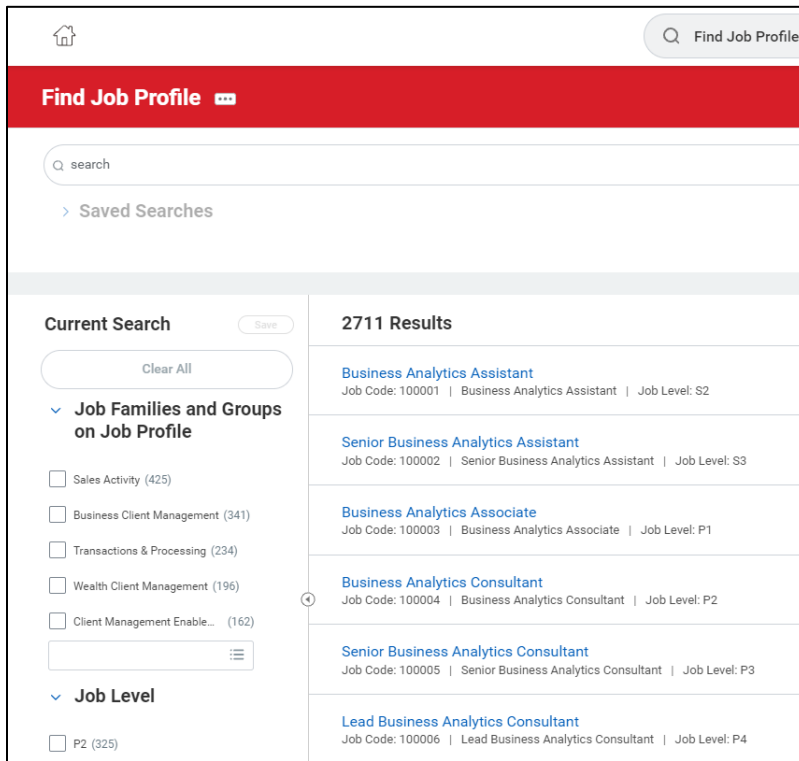 Find Job Profile
Find Job Profile
search
Saved Searches
Current Search
Save
Clear All
Job Families and Groups
on Job Profile
Sales Activity (425)
Business Client Management (341)
Transactions & Processing (234)
Wealth Client Management (196)
Client Management Enable... (162)
Job Level
P2 (325)
2711 Results
Business Analytics Assistant
Job Code: 100001 | Business Analytics Assistant | Job Level: S2
Senior Business Analytics Assistant
Job Code: 100002 | Senior Business Analytics Assistant | Job Level: S3
Business Analytics Associate
Job Code: 100003 | Business Analytics Associate | Job Level: P1
Business Analytics Consultant
Job Code: 100004 | Business Analytics Consultant | Job Level: P2
Senior Business Analytics Consultant
Job Code: 100005 | Senior Business Analytics Consultant | Job Level: P3
Lead Business Analytics Consultant
Job Code: 100006 | Lead Business Analytics Consultant | Job Level: P4